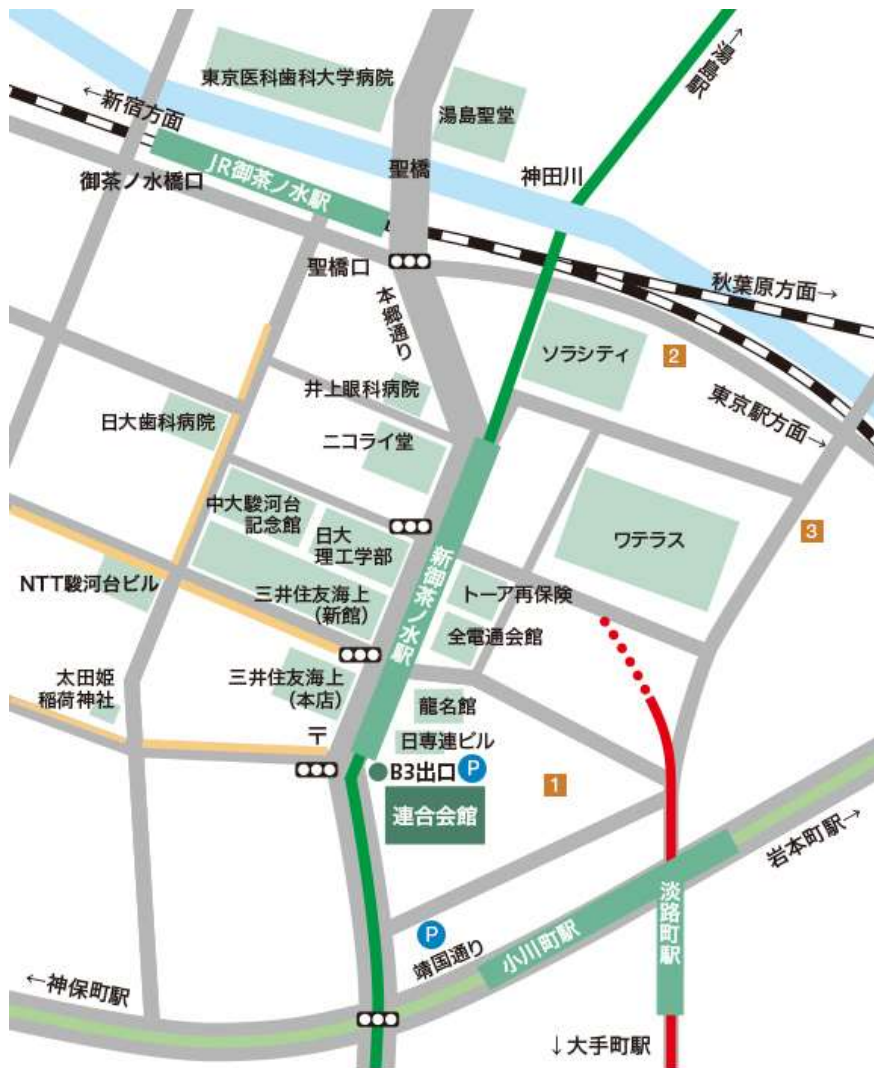 東京医科歯科大学病院
湯島聖堂
→湯島駅
←新宿方面
JR御茶ノ水駅
聖橋
神田川
御茶ノ水橋口
聖橋口
本郷通り
秋葉原方面→
ソラシティ
2
井上眼科病院
東京駅方面→
日大歯科病院
ニコライ堂
中大駿河台
記念館
日大
理工学部
新御茶ノ水駅
ワテラス
3
NTT駿河台ビル
三井住友海上
(新館)
トーア再保険
全電通会館
太田姫
稲荷神社
三井住友海上
(本店)
龍名館
〒
日専連ビル
B3出口
P
1
連合会館
岩本町駅→
淡路町駅
P
靖国通り
小川町駅
←神保町駅
↓大手町駅